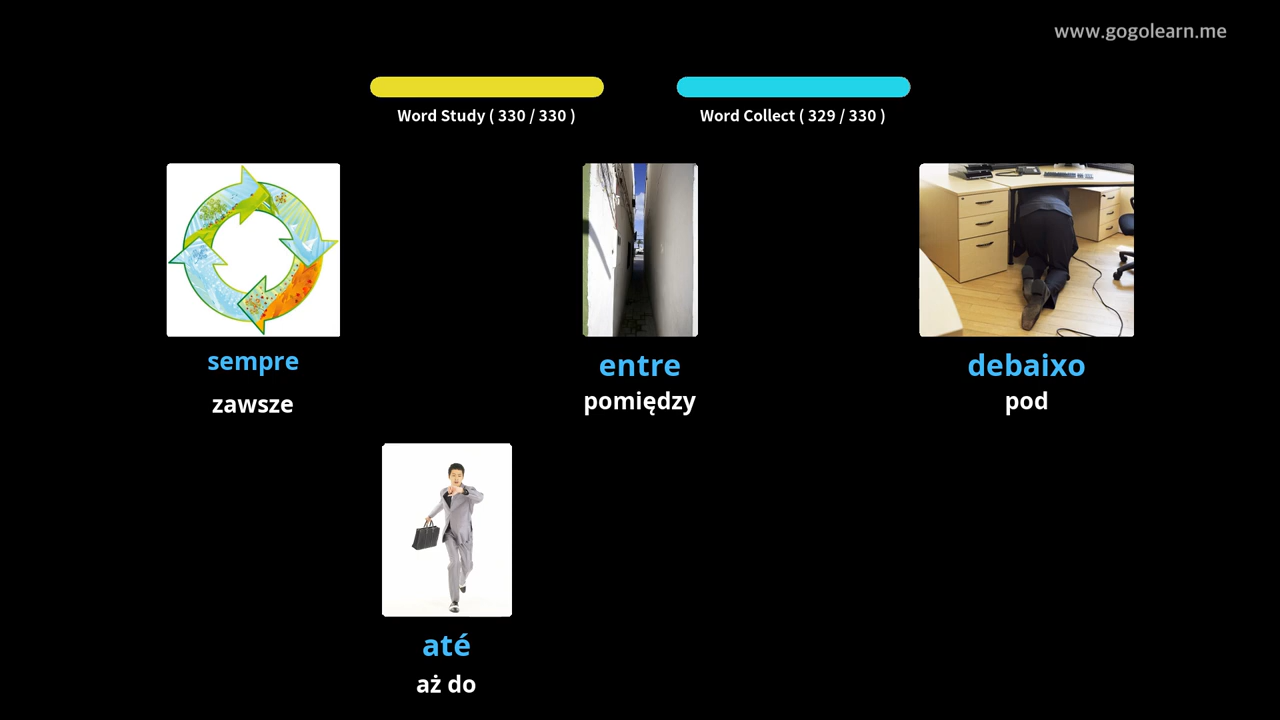 www.gogolearn.me
Word Study ( 330 / 330 )
Word Collect ( 329 / 330 )
sempre
zawsze
entre
pomiędzy
debaixo
pod
até
aż do